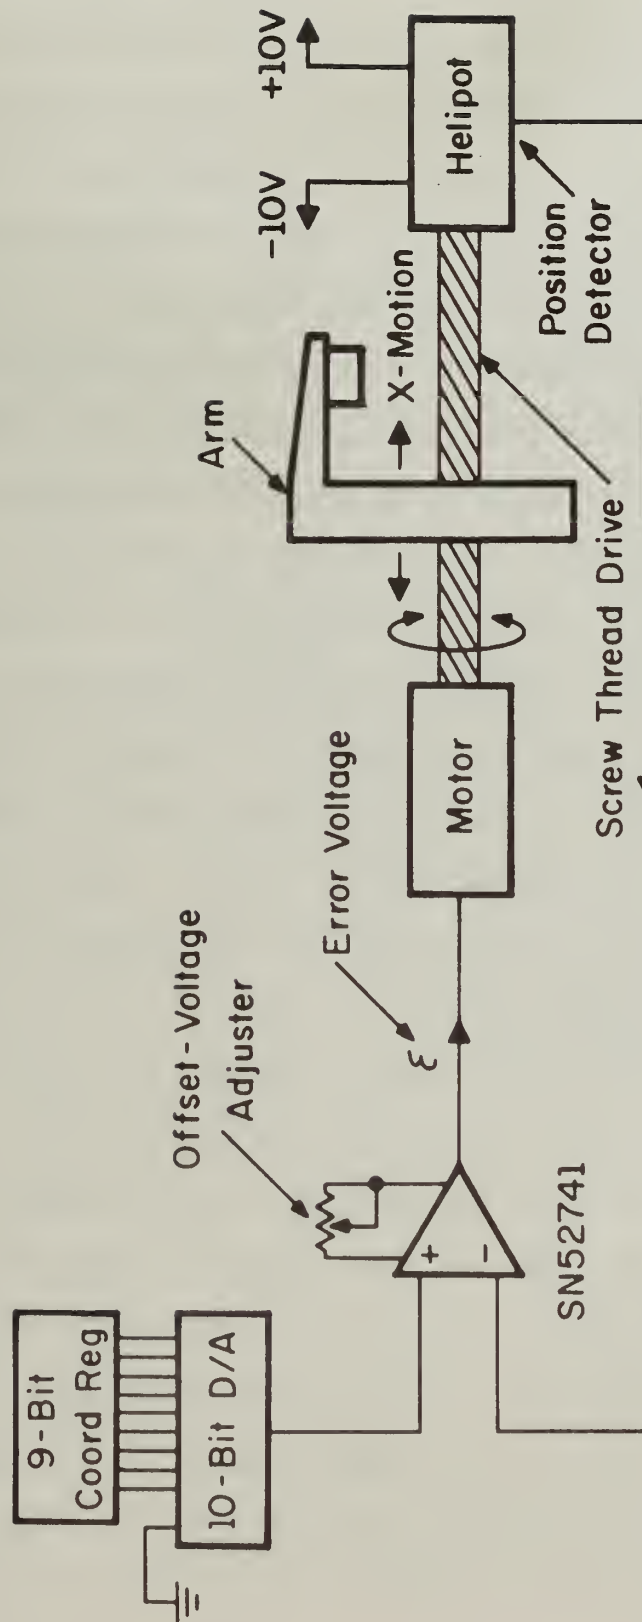 9-Bit
Coord Reg
10-Bit D/A
Offset-Voltage
Adjuster
+
−
SN52741
Error Voltage
ε
Motor
Arm
X-Motion
Screw Thread Drive
−10V
+10V
Helipot
Position
Detector